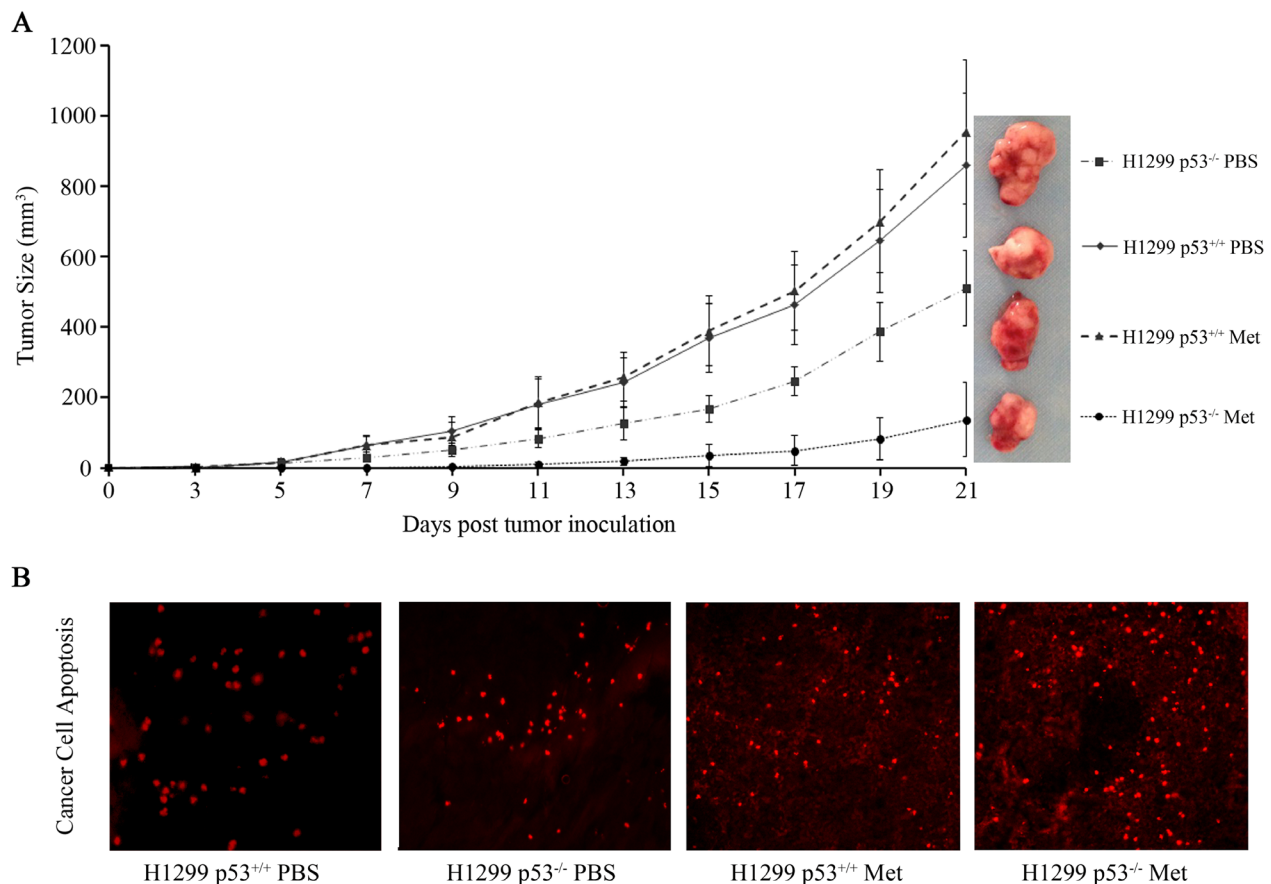 A
1200
1000
800
600
400
200
0
Tumor Size (mm³)
0 3 5 7 9 11 13 15 17 19 21
Days post tumor inoculation
H1299 p53⁻/⁻ PBS
H1299 p53⁺/⁺ PBS
H1299 p53⁺/⁺ Met
H1299 p53⁻/⁻ Met
B
Cancer Cell Apoptosis
H1299 p53⁺/⁺ PBS
H1299 p53⁻/⁻ PBS
H1299 p53⁺/⁺ Met
H1299 p53⁻/⁻ Met